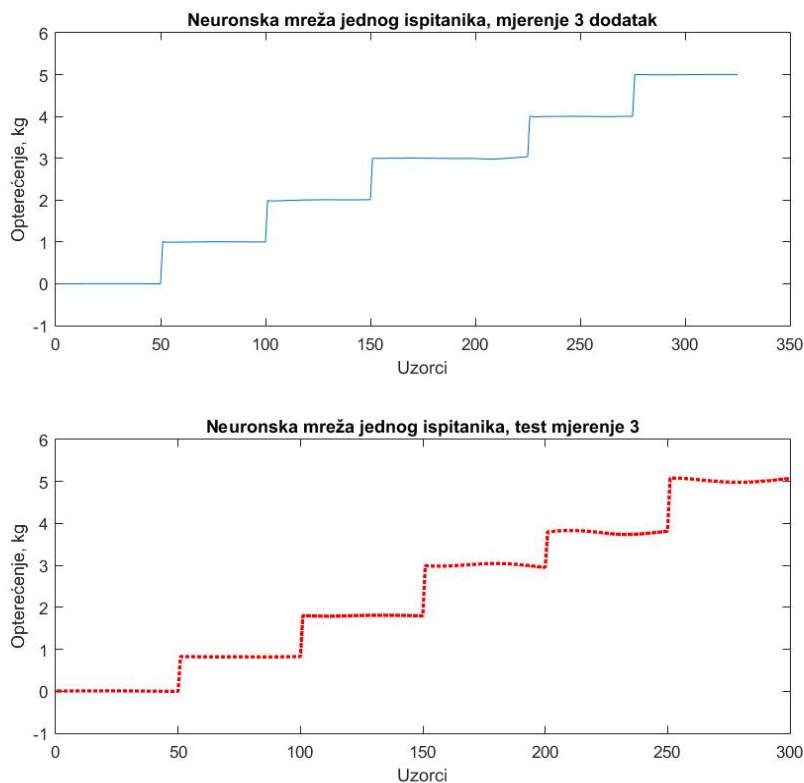 Neuronska mreža jednog ispitanika, mjerenje 3 dodatak
6
5
4
3
2
1
0
-1
Opterećenje, kg
0 50 100 150 200 250 300 350
Uzorci
Neuronska mreža jednog ispitanika, test mjerenje 3
6
5
4
3
2
1
0
-1
Opterećenje, kg
0 50 100 150 200 250 300
Uzorci